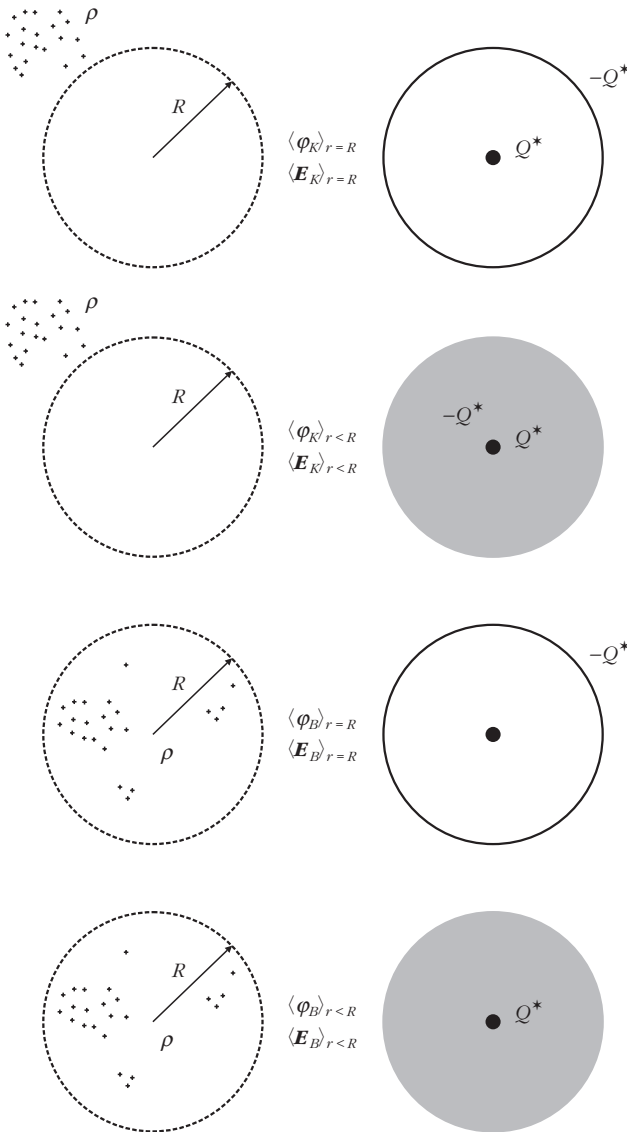 ρ
R
⟨φ_K⟩_{r = R}
⟨E_K⟩_{r = R}
−Q*
Q*
ρ
R
⟨φ_K⟩_{r < R}
⟨E_K⟩_{r < R}
−Q*
Q*
R
ρ
⟨φ_B⟩_{r = R}
⟨E_B⟩_{r = R}
−Q*
R
ρ
⟨φ_B⟩_{r < R}
⟨E_B⟩_{r < R}
Q*